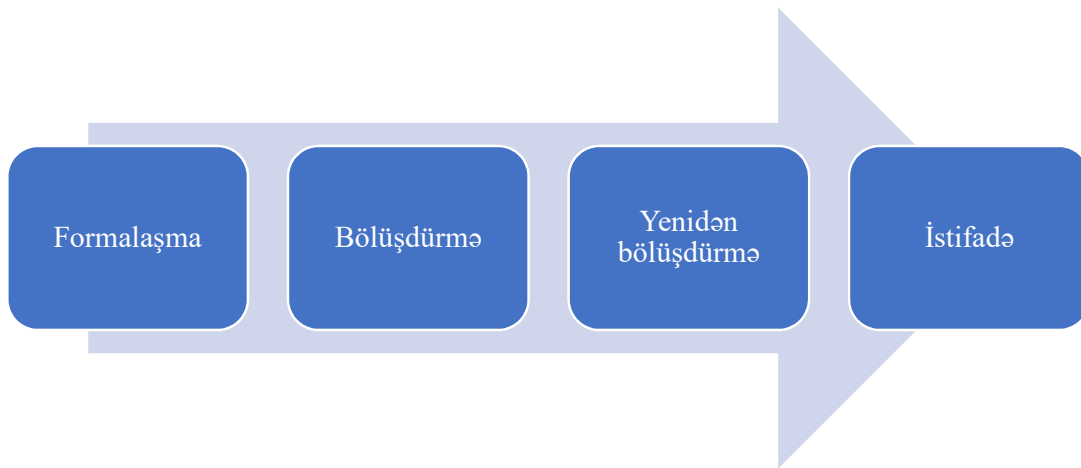 Formalaşma
Bölüşdürmə
Yenidən
bölüşdürmə
İstifadə